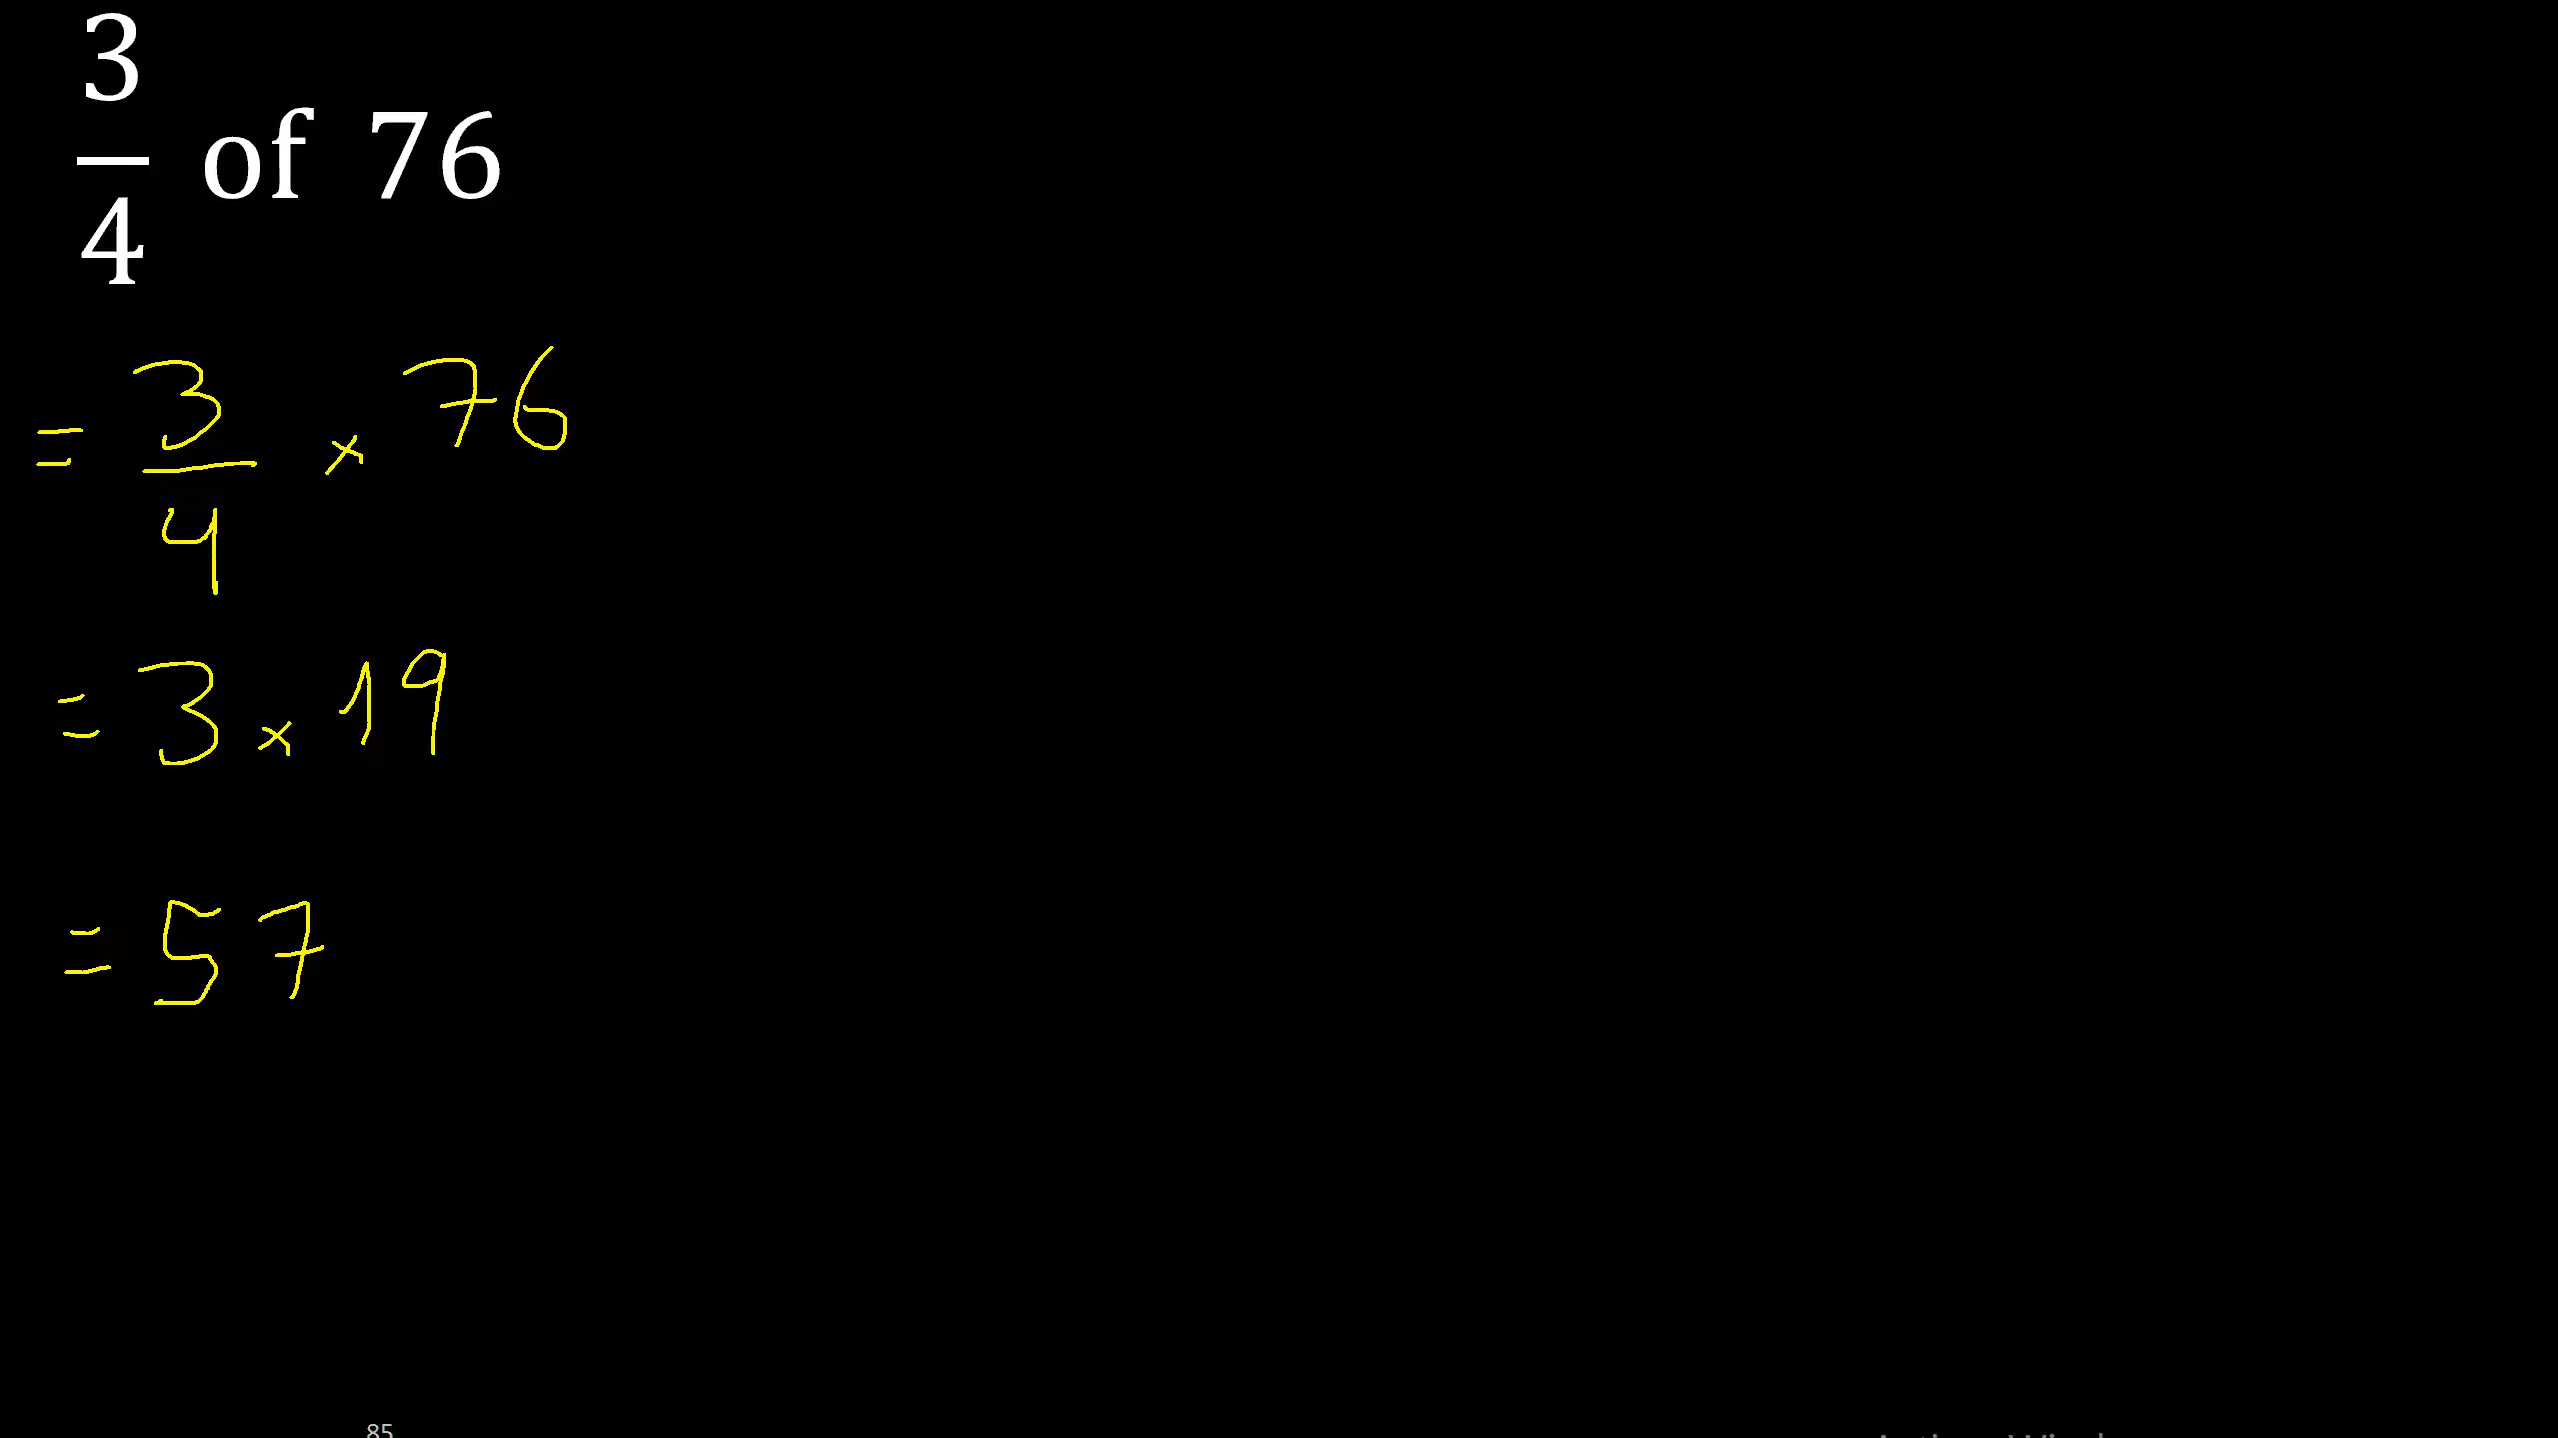 3/4 of 76
= 3/4 × 76
= 3 × 19
= 57
85